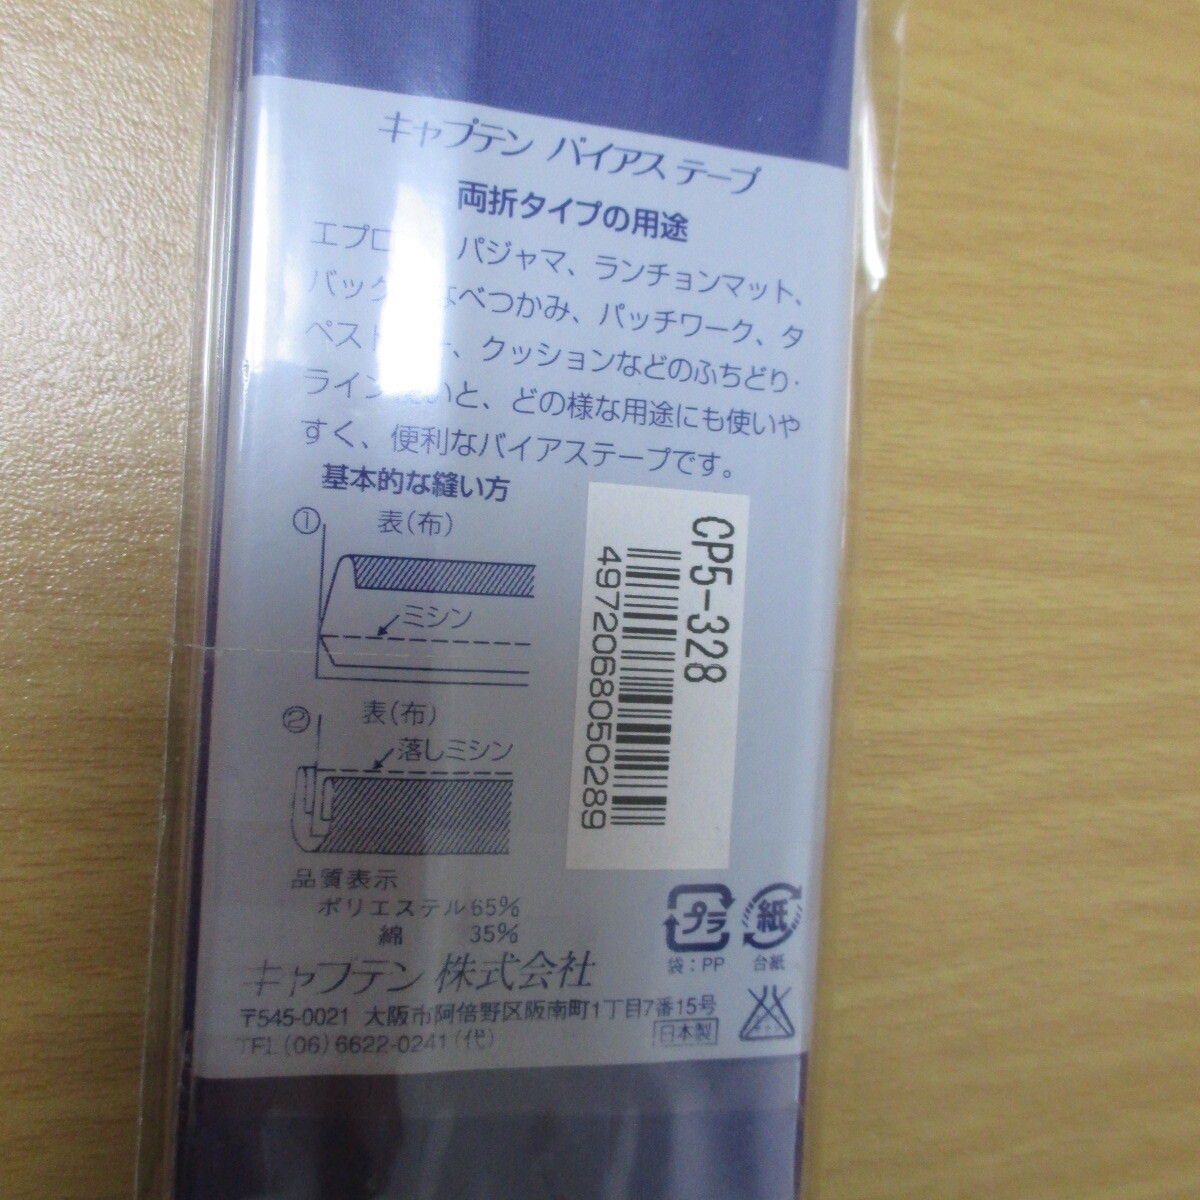 キャプテン バイアス テープ
両折タイプの用途
エプロ パジャマ、ランチョンマット、
バッグ なべつかみ、パッチワーク、タ
ペスト ー、クッションなどのふちどり・
ライン いと、どの様な用途にも使いや
すく、便利なバイアステープです。
基本的な縫い方
① 表(布)
ミシン
② 表(布)
落しミシン
CP5-328
4972068050289
品質表示
ポリエステル 65%
綿 35%
プラ
袋:PP
紙
台紙
キャプテン 株式会社
〒545-0021 大阪市阿倍野区阪南町1丁目7番15号
TEL(06)6622-0241(代)
日本製